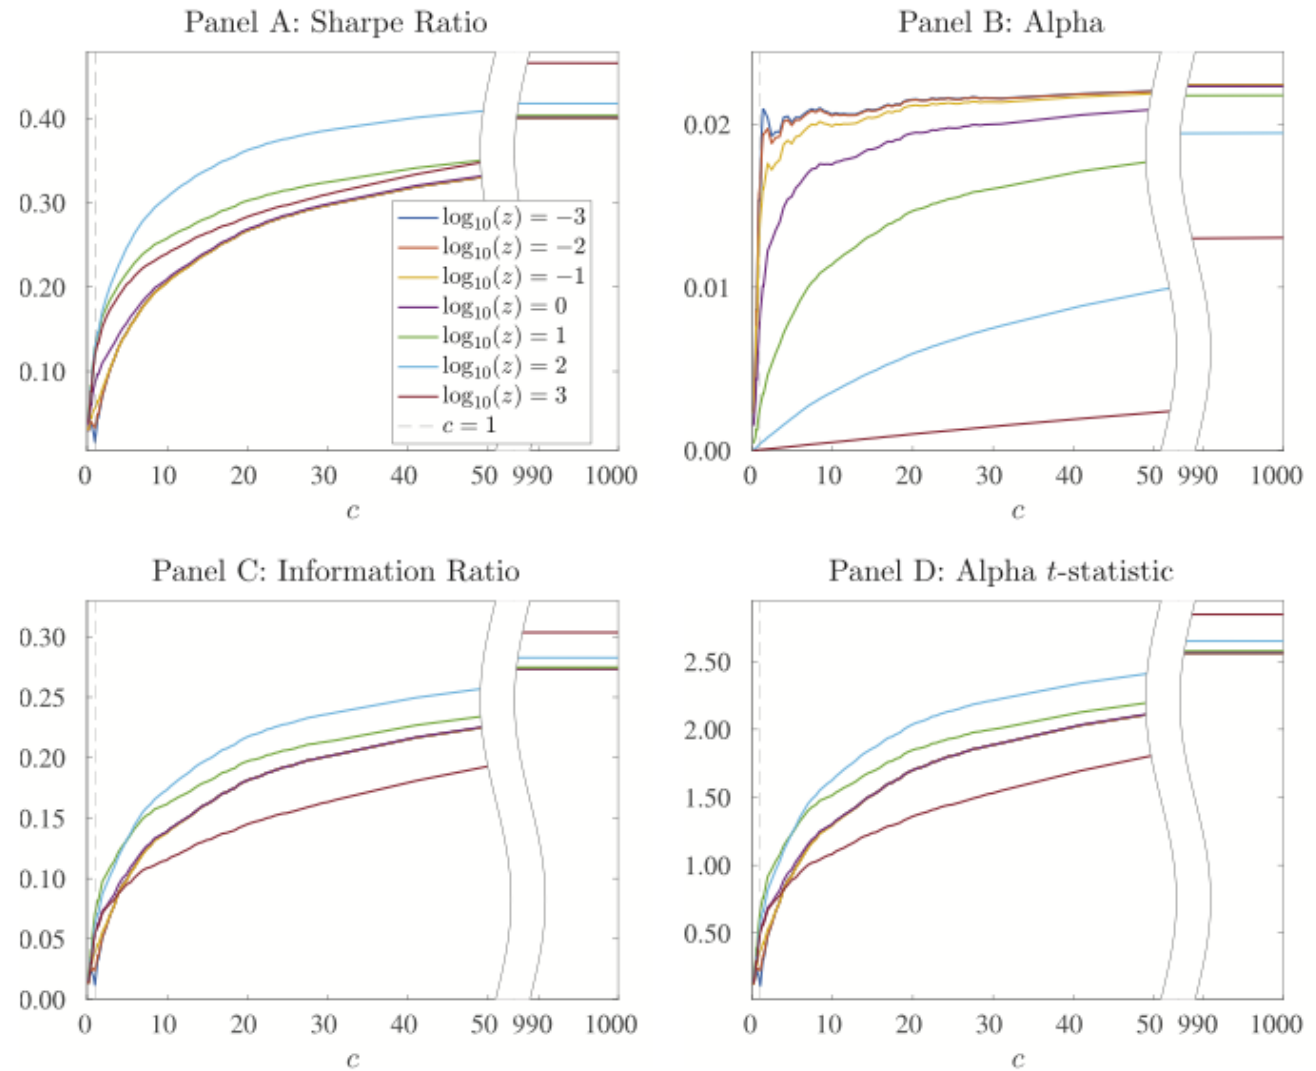 Panel A: Sharpe Ratio
0.40
0.30
0.20
0.10
log₁₀(z) = −3
log₁₀(z) = −2
log₁₀(z) = −1
log₁₀(z) = 0
log₁₀(z) = 1
log₁₀(z) = 2
log₁₀(z) = 3
c = 1
0 10 20 30 40 50 990 1000
c
Panel B: Alpha
0.02
0.01
0.00
0 10 20 30 40 50 990 1000
c
Panel C: Information Ratio
0.30
0.25
0.20
0.15
0.10
0.05
0.00
0 10 20 30 40 50 990 1000
c
Panel D: Alpha t-statistic
2.50
2.00
1.50
1.00
0.50
0 10 20 30 40 50 990 1000
c